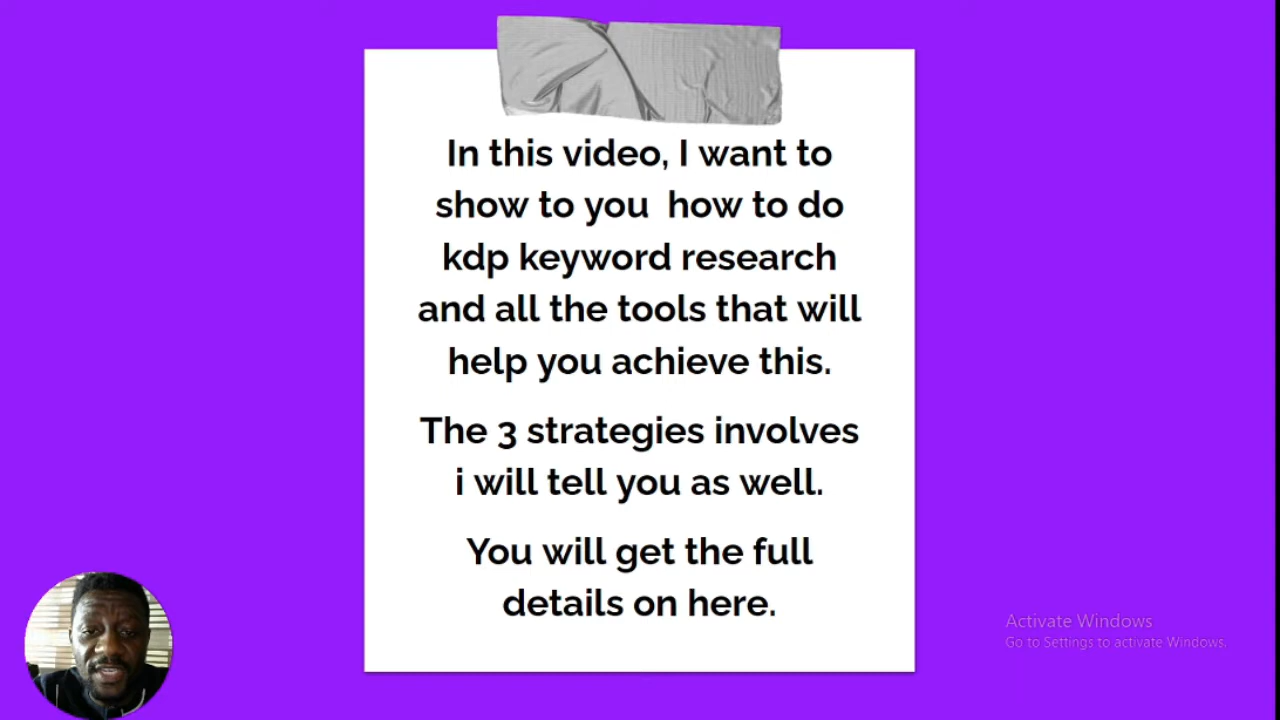 In this video, I want to
show to you  how to do
kdp keyword research
and all the tools that will
help you achieve this.
The 3 strategies involves
i will tell you as well.
You will get the full
details on here.
Activate Windows
Go to Settings to activate Windows.